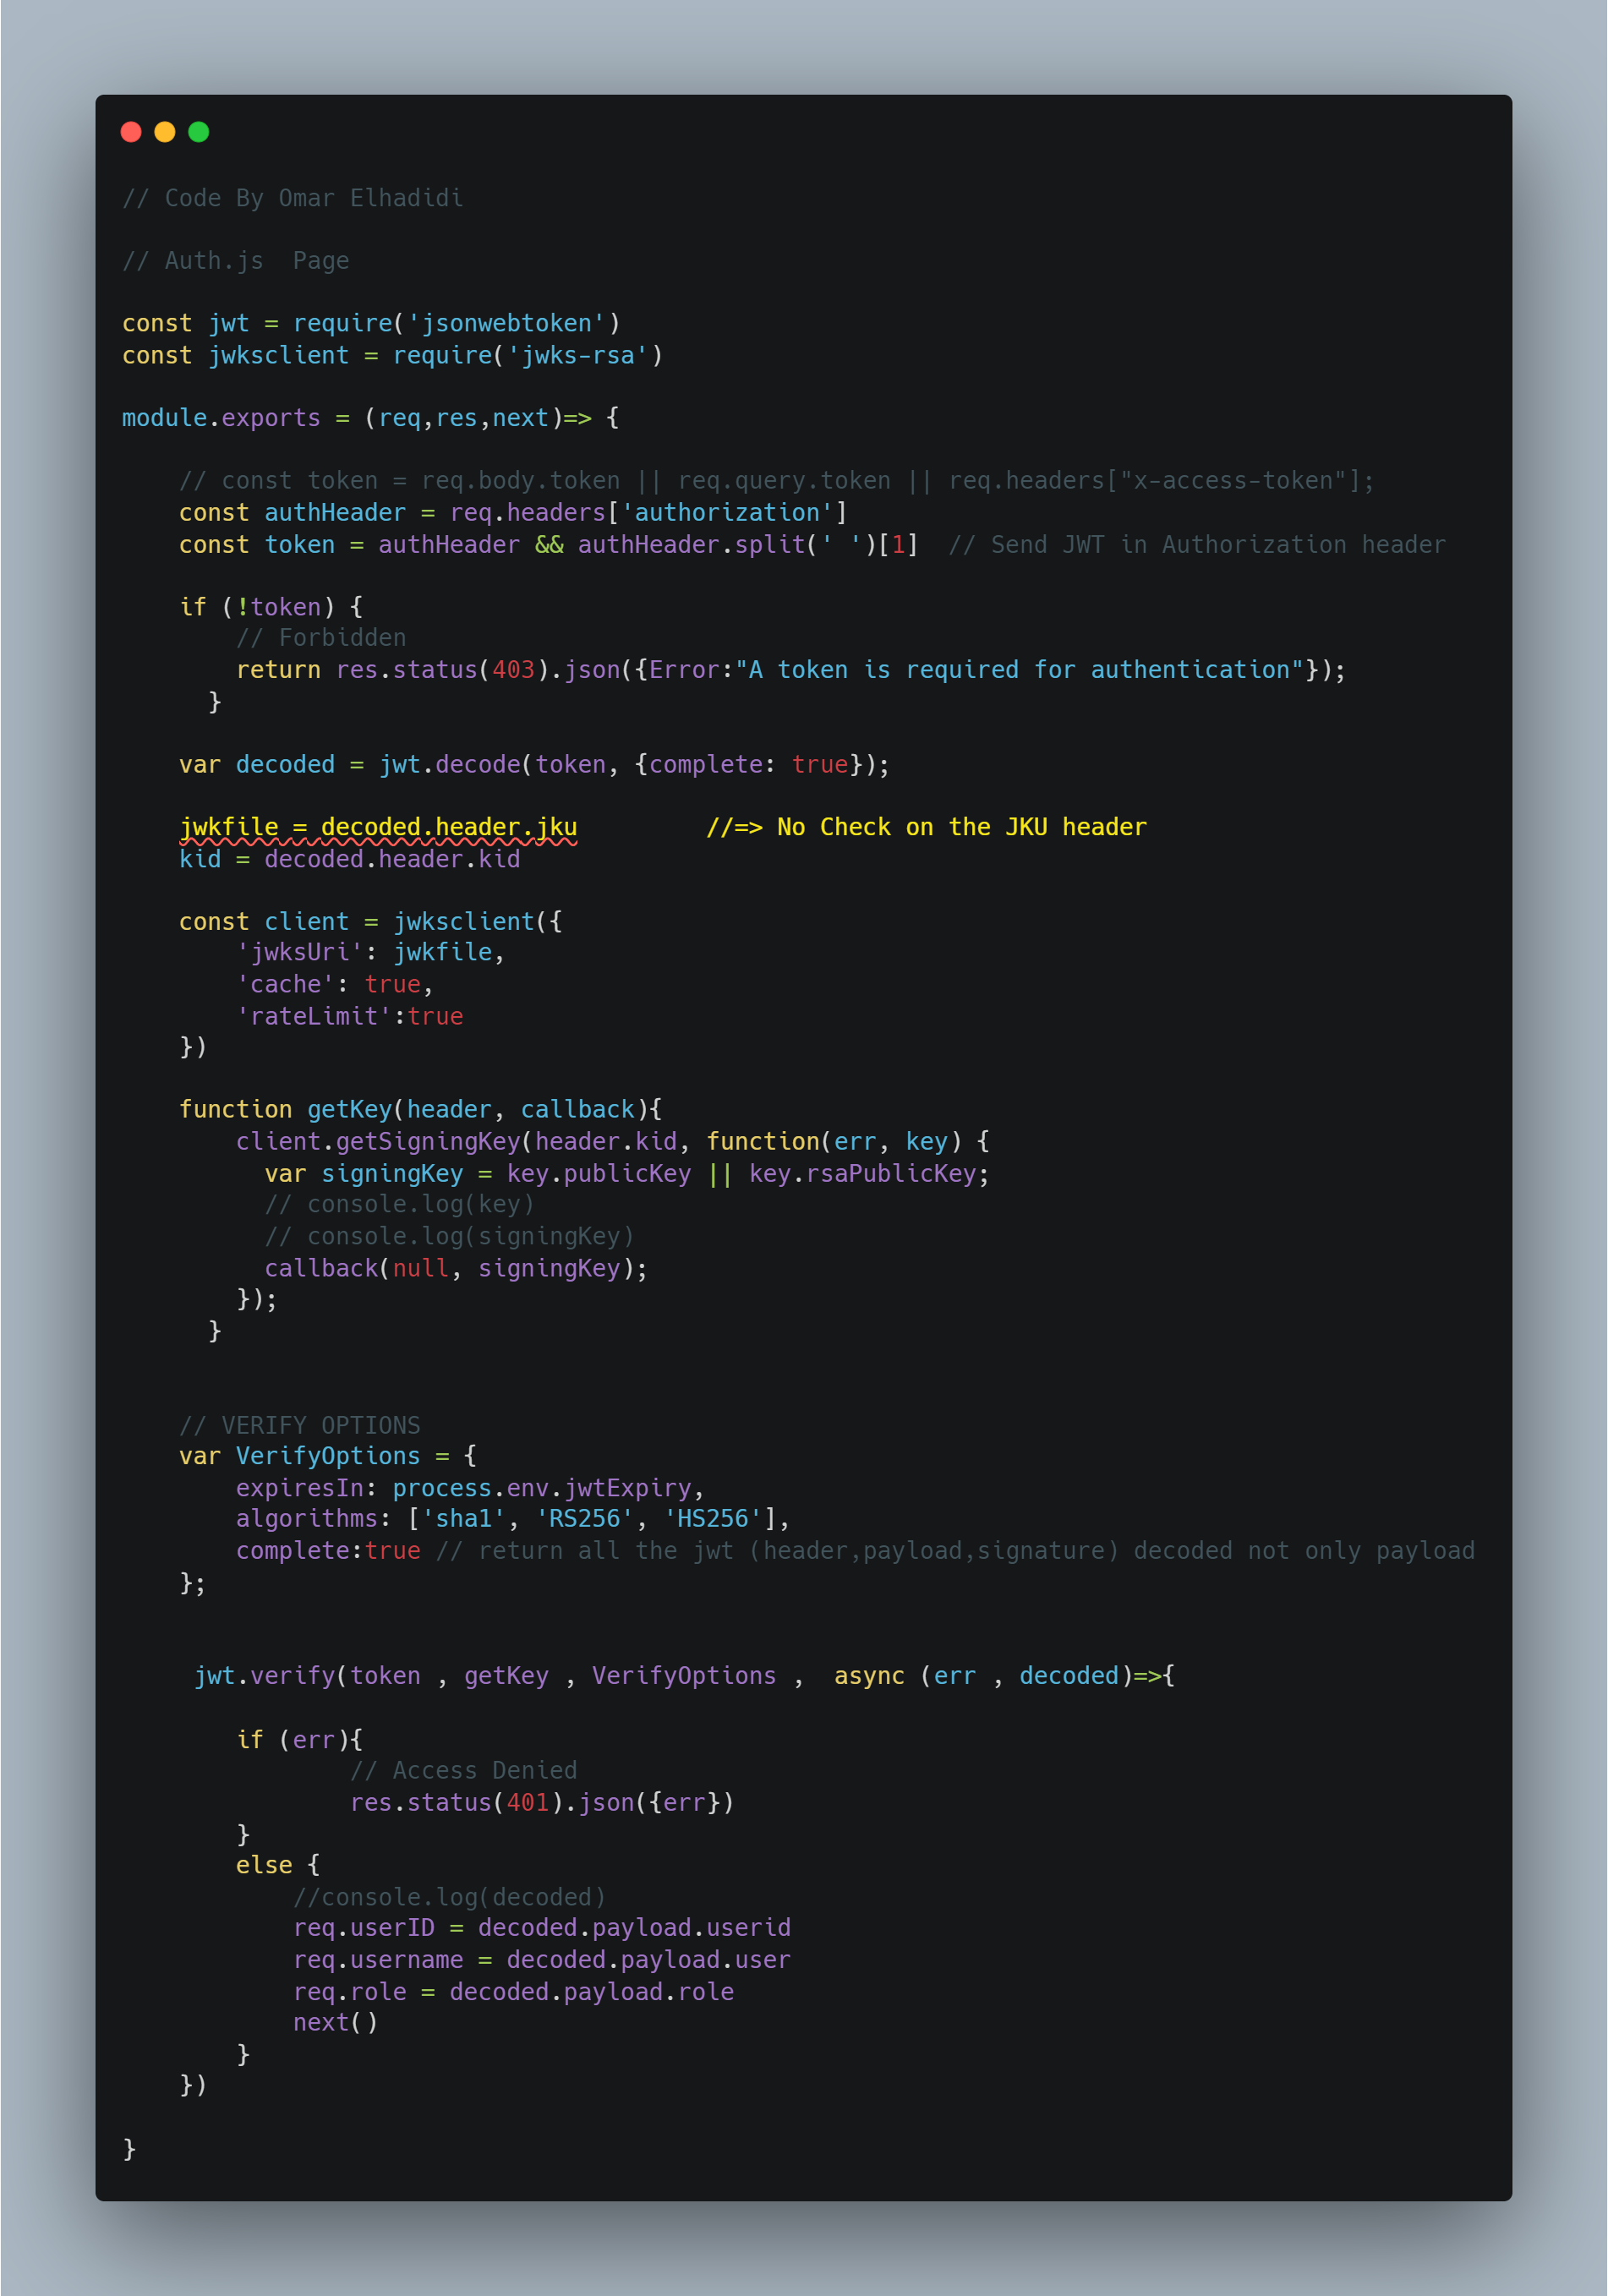 // Code By Omar Elhadidi
// Auth.js  Page
const jwt = require('jsonwebtoken')
const jwksclient = require('jwks-rsa')
module.exports = (req,res,next)=> {
    // const token = req.body.token || req.query.token || req.headers["x-access-token"];
    const authHeader = req.headers['authorization']
    const token = authHeader && authHeader.split(' ')[1]  // Send JWT in Authorization header
    if (!token) {
        // Forbidden
        return res.status(403).json({Error:"A token is required for authentication"});
      }
    var decoded = jwt.decode(token, {complete: true});
    jwkfile = decoded.header.jku         //=> No Check on the JKU header
    kid = decoded.header.kid
    const client = jwksclient({
        'jwksUri': jwkfile,
        'cache': true,
        'rateLimit':true
    })
    function getKey(header, callback){
        client.getSigningKey(header.kid, function(err, key) {
          var signingKey = key.publicKey || key.rsaPublicKey;
          // console.log(key)
          // console.log(signingKey)
          callback(null, signingKey);
        });
      }
    // VERIFY OPTIONS
    var VerifyOptions = {
        expiresIn: process.env.jwtExpiry,
        algorithms: ['sha1', 'RS256', 'HS256'],
        complete:true // return all the jwt (header,payload,signature) decoded not only payload
    };
     jwt.verify(token , getKey , VerifyOptions ,  async (err , decoded)=>{
        if (err){
                // Access Denied
                res.status(401).json({err})
        }
        else {
            //console.log(decoded)
            req.userID = decoded.payload.userid
            req.username = decoded.payload.user
            req.role = decoded.payload.role
            next()
        }
    })
}